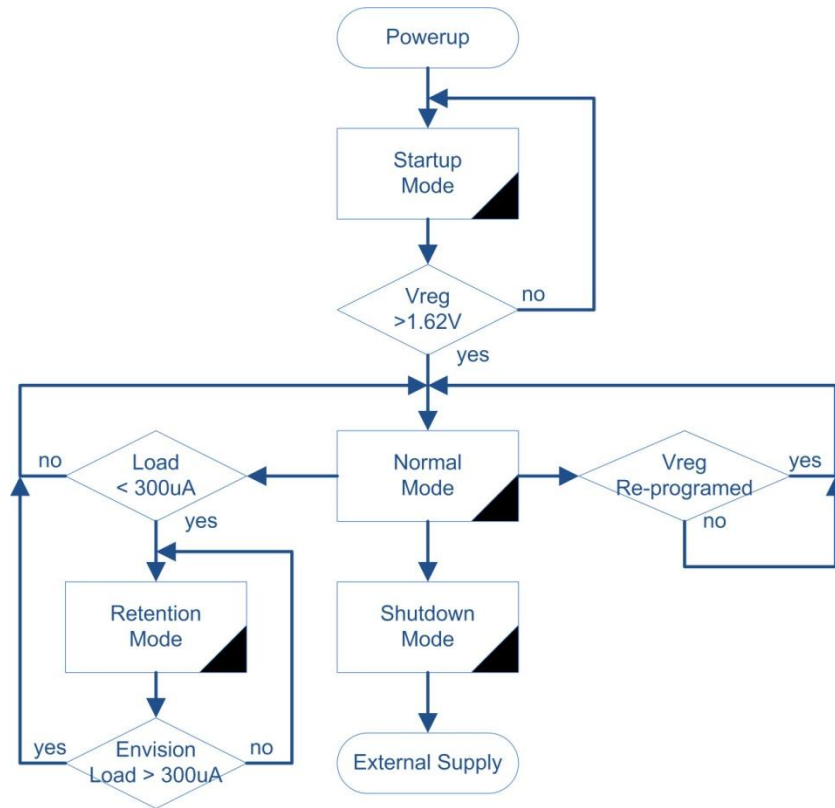 Powerup
Startup
Mode
Vreg
>1.62V
no
yes
no
Load
< 300uA
yes
Normal
Mode
Vreg
Re-programed
yes
no
Retention
Mode
Shutdown
Mode
yes
Envision
Load > 300uA
no
External Supply